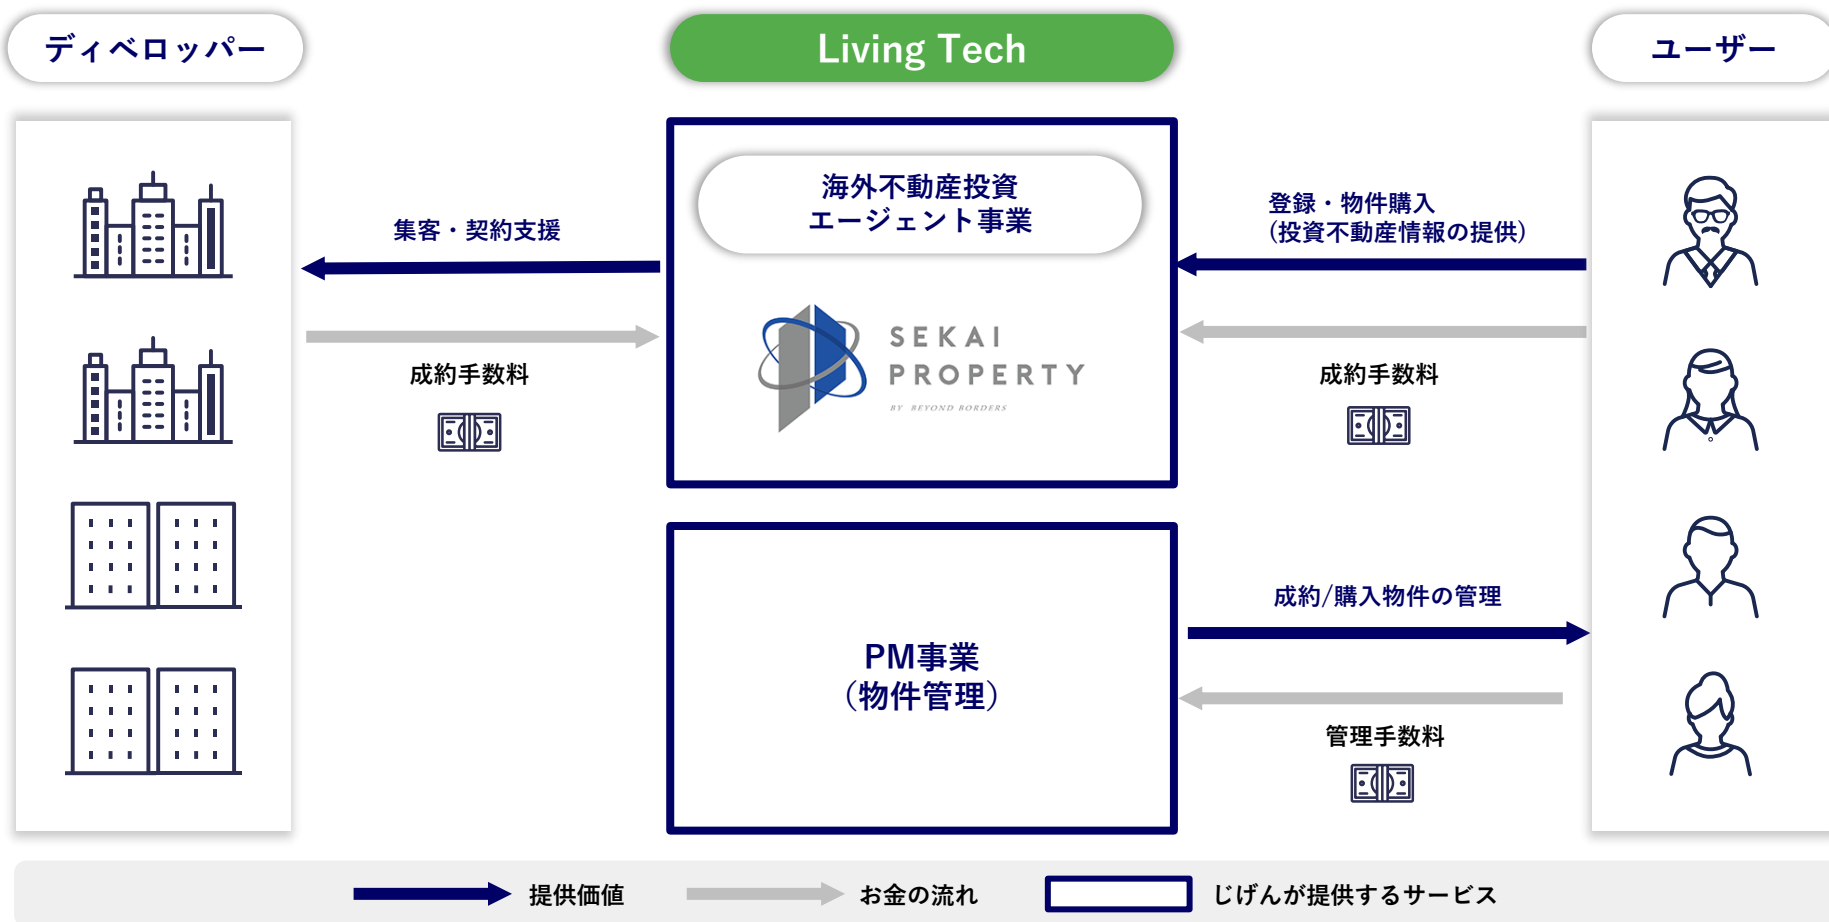 ディベロッパー
Living Tech
ユーザー
海外不動産投資
エージェント事業
集客・契約支援
登録・物件購入
(投資不動産情報の提供)
SEKAI
PROPERTY
BY BEYOND BORDERS
成約手数料
成約手数料
PM事業
（物件管理）
成約/購入物件の管理
管理手数料
提供価値
お金の流れ
じげんが提供するサービス